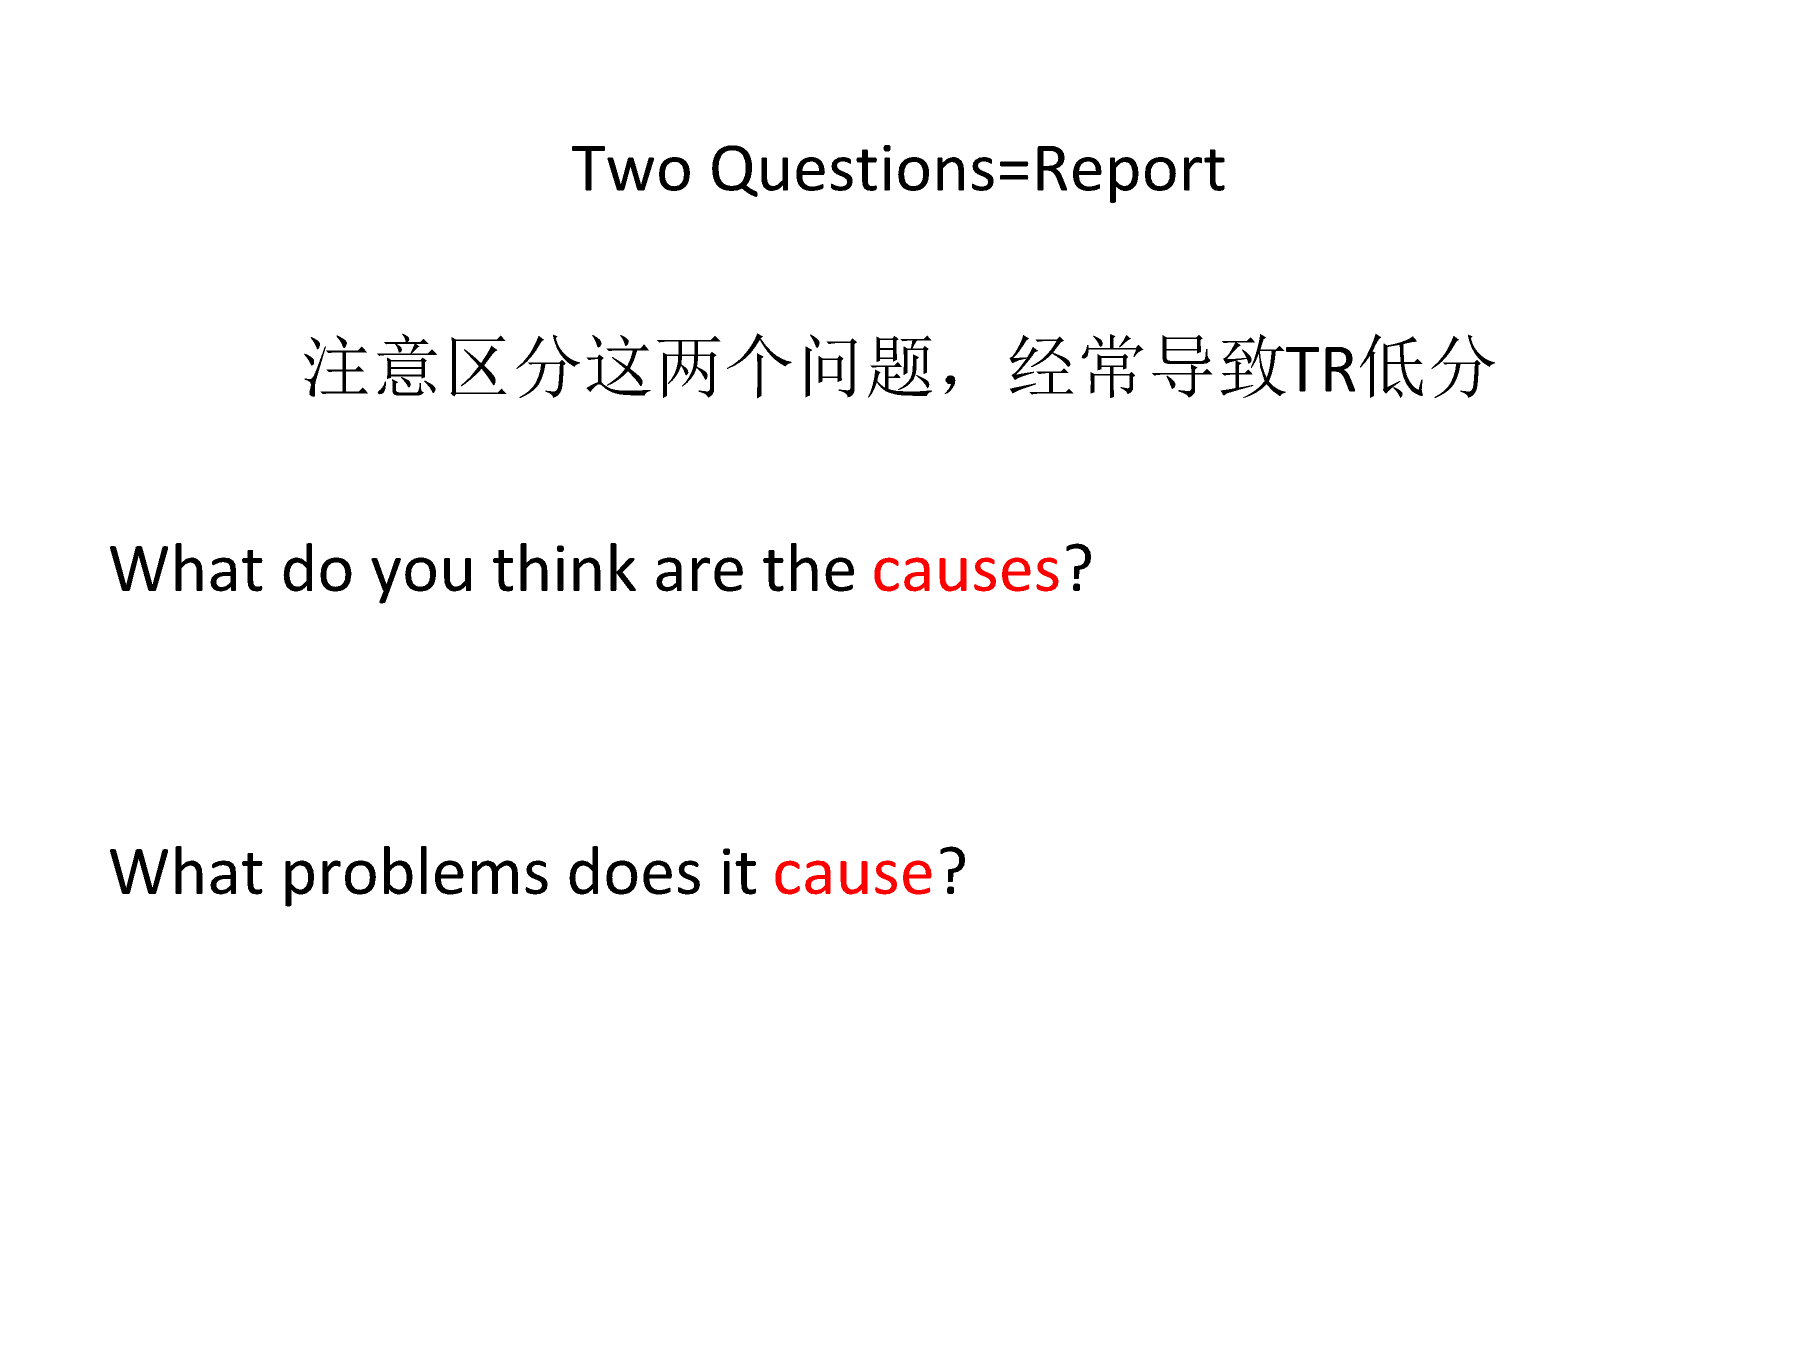 Two Questions=Report
注意区分这两个问题，经常导致TR低分
What do you think are the causes?
What problems does it cause?